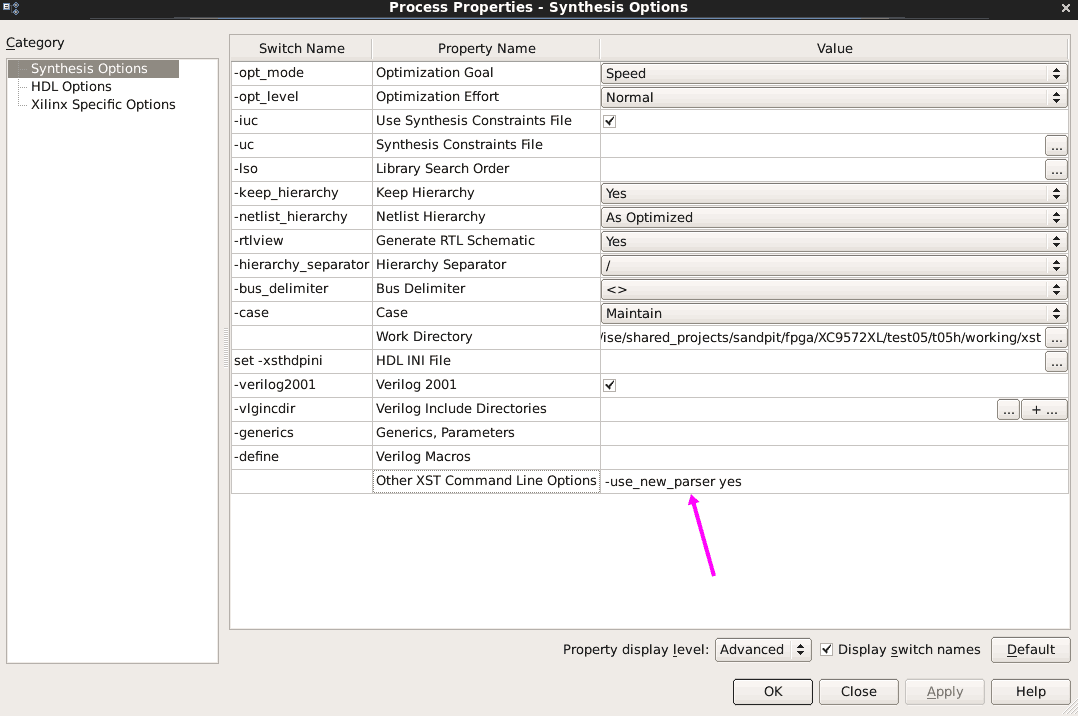 Process Properties - Synthesis Options
Category
Synthesis Options
HDL Options
Xilinx Specific Options
Switch Name Property Name Value
-opt_mode Optimization Goal Speed
-opt_level Optimization Effort Normal
-iuc Use Synthesis Constraints File
-uc Synthesis Constraints File ...
-lso Library Search Order ...
-keep_hierarchy Keep Hierarchy Yes
-netlist_hierarchy Netlist Hierarchy As Optimized
-rtlview Generate RTL Schematic Yes
-hierarchy_separator Hierarchy Separator /
-bus_delimiter Bus Delimiter <>
-case Case Maintain
Work Directory /ise/shared_projects/sandpit/fpga/XC9572XL/test05/t05h/working/xst ...
set -xsthdpini HDL INI File ...
-verilog2001 Verilog 2001
-vlgincdir Verilog Include Directories ... + ...
-generics Generics, Parameters
-define Verilog Macros
Other XST Command Line Options -use_new_parser yes
Property display level: Advanced Display switch names Default
OK Close Apply Help